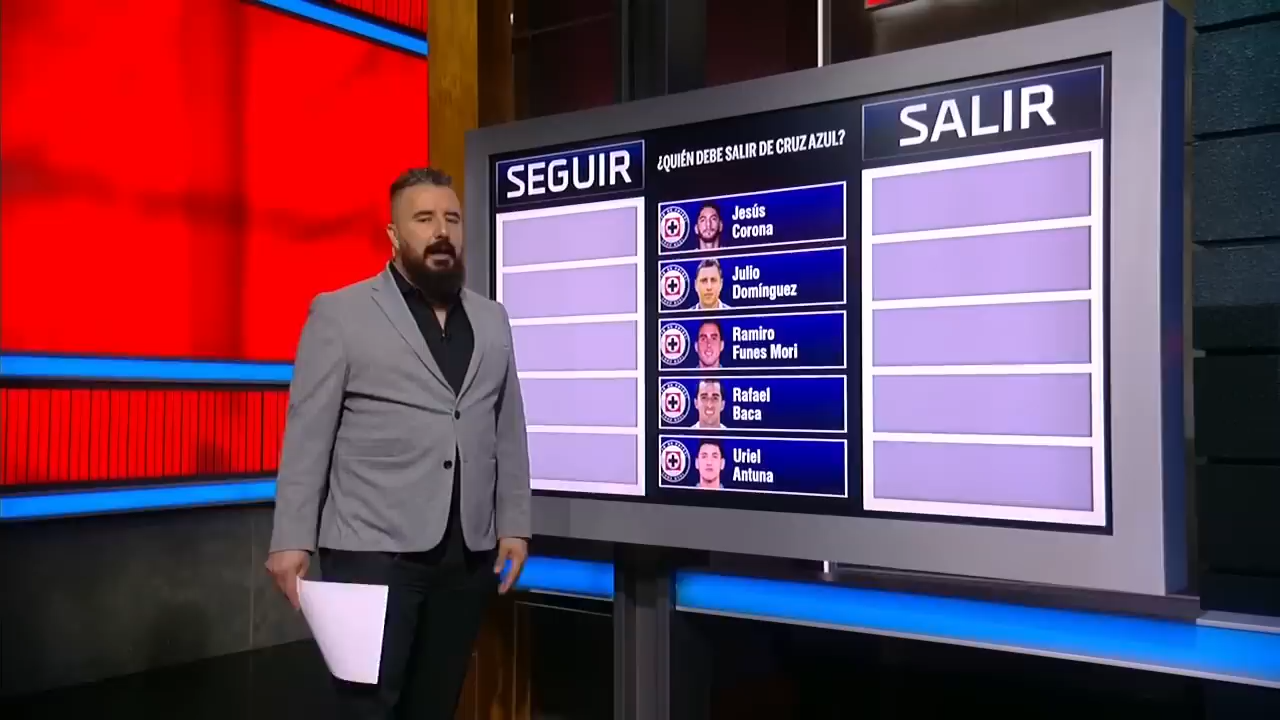 SEGUIR
¿QUIÉN DEBE SALIR DE CRUZ AZUL?
SALIR
Jesús
Corona
Julio
Domínguez
Ramiro
Funes Mori
Rafael
Baca
Uriel
Antuna